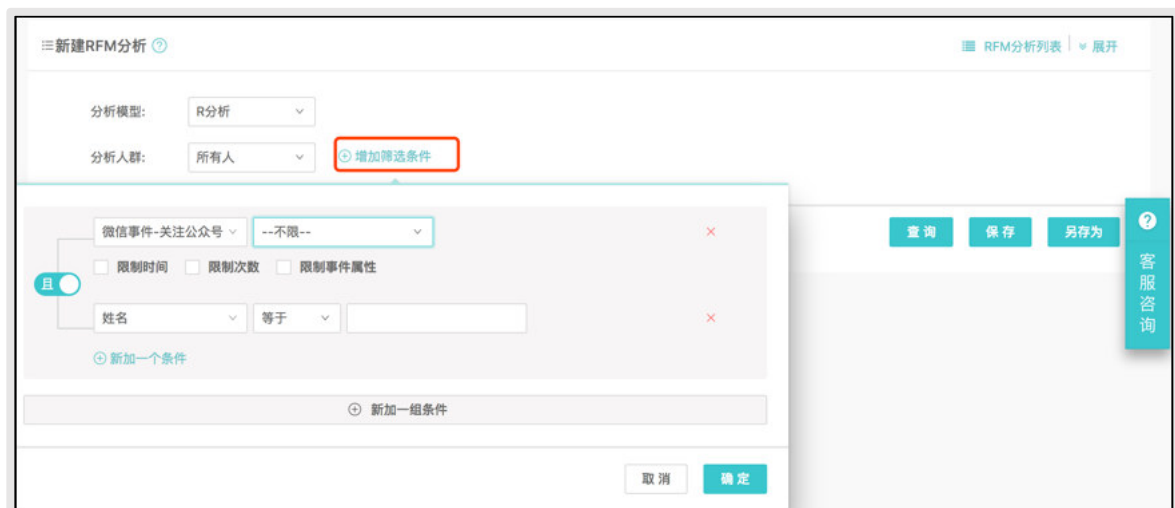 新建RFM分析 RFM分析列表 展开
分析模型: R分析
分析人群: 所有人 增加筛选条件
微信事件-关注公众号 --不限--
查询 保存 另存为
限制时间 限制次数 限制事件属性
且
姓名 等于
新加一个条件
新加一组条件
取消 确定
客服咨询